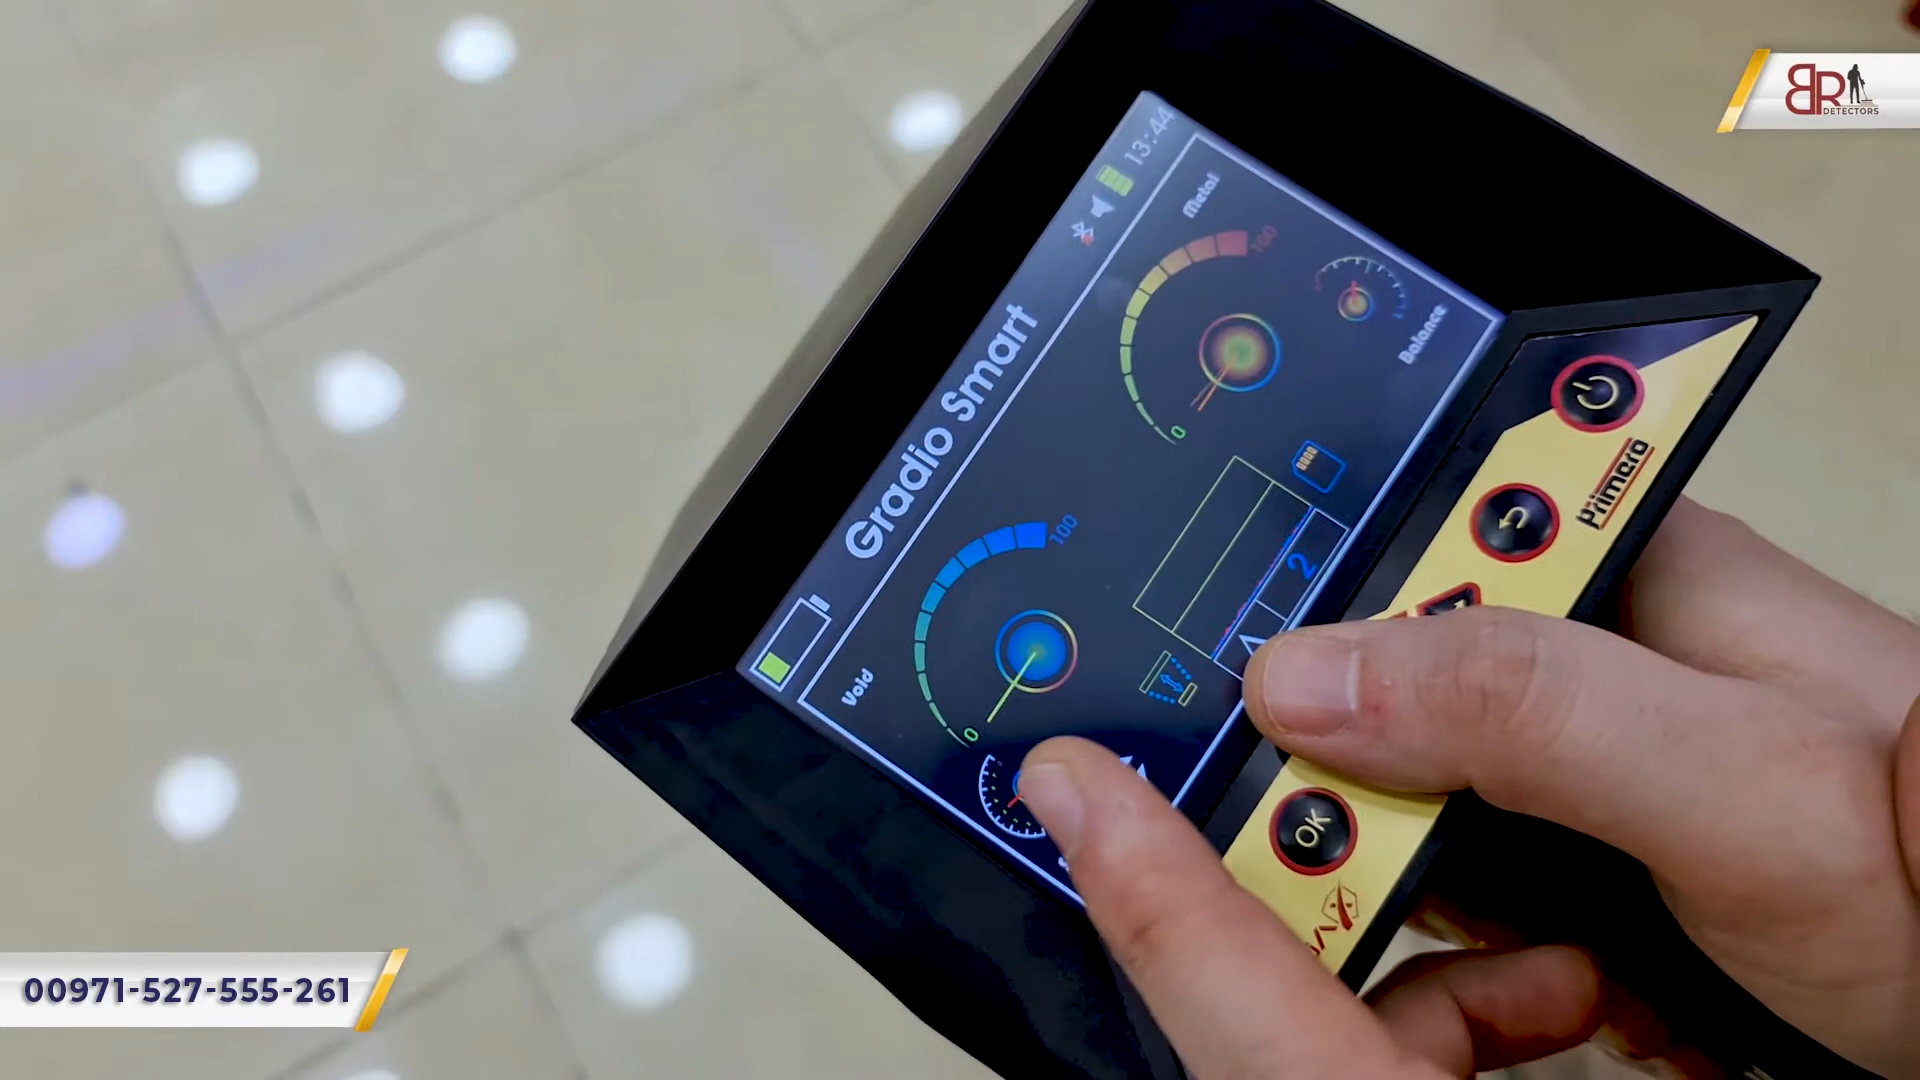 BR
DETECTORS
13:44
Gradio Smart
Metal
100
0
Balance
Void
100
0
2
Primero
OK
00971-527-555-261